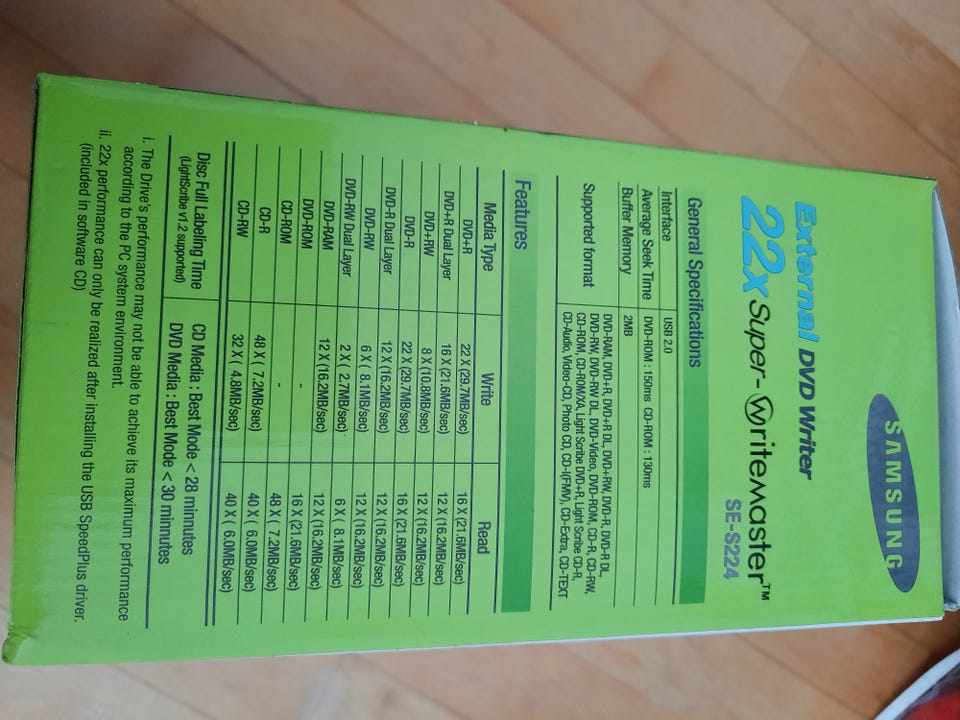 SAMSUNG
External DVD Writer
22x Super-WriteMaster™
SE-S224
General Specifications
Interface USB 2.0
Average Seek Time DVD-ROM : 150ms CD-ROM : 130ms
Buffer Memory 2MB
Supported format DVD-RAM, DVD+R, DVD+R DL, DVD+RW, DVD-R, DVD-R DL,
DVD-RW, DVD-RW DL, DVD-Video, DVD-ROM, CD-R, CD-RW,
CD-ROM, CD-ROM/XA, Light Scribe DVD+R, Light Scribe CD-R,
CD-Audio, Video-CD, Photo CD, CD-I(FMV), CD-Extra, CD-TEXT
Features
Media Type Write Read
DVD+R 22 X (29.7MB/sec) 16 X (21.6MB/sec)
DVD+R Dual Layer 16 X (21.6MB/sec) 12 X (16.2MB/sec)
DVD+RW 8 X (10.8MB/sec) 12 X (16.2MB/sec)
DVD-R 22 X (29.7MB/sec) 16 X (21.6MB/sec)
DVD-R Dual Layer 12 X (16.2MB/sec) 12 X (16.2MB/sec)
DVD-RW 6 X ( 8.1MB/sec) 12 X (16.2MB/sec)
DVD-RW Dual Layer 2 X ( 2.7MB/sec) 6 X ( 8.1MB/sec)
DVD-RAM 12 X (16.2MB/sec) 12 X (16.2MB/sec)
DVD-ROM - 16 X (21.6MB/sec)
CD-ROM - 48 X ( 7.2MB/sec)
CD-R 48 X ( 7.2MB/sec) 40 X ( 6.0MB/sec)
CD-RW 32 X ( 4.8MB/sec) 40 X ( 6.0MB/sec)
Disc Full Labeling Time CD Media : Best Mode < 28 minnutes
(LightScribe v1.2 supported) DVD Media : Best Mode < 30 minnutes
i. The Drive's performance may not be able to achieve its maximum performance
according to the PC system environment.
ii. 22x performance can only be realized after installing the USB SpeedPlus driver.
(included in software CD)